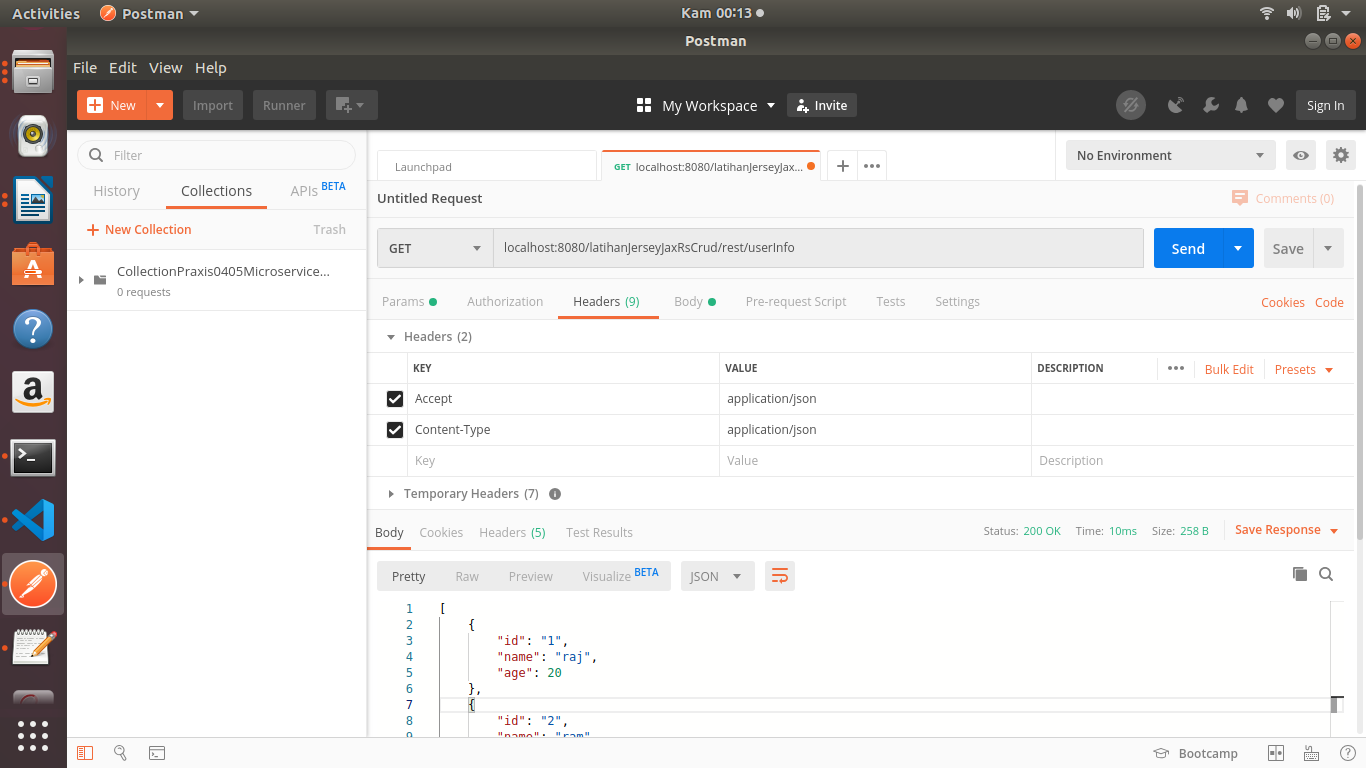 Activities
Postman
Kam 00:13
Postman
File Edit View Help
New
Import
Runner
My Workspace
Invite
Sign In
Filter
History
Collections
APIs BETA
New Collection
Trash
CollectionPraxis0405Microservice...
0 requests
Launchpad
GET localhost:8080/latihanJerseyJax...
No Environment
Untitled Request
Comments (0)
GET
localhost:8080/latihanJerseyJaxRsCrud/rest/userInfo
Send
Save
Params
Authorization
Headers (9)
Body
Pre-request Script
Tests
Settings
Cookies
Code
Headers (2)
KEY VALUE DESCRIPTION
Bulk Edit
Presets
Accept application/json
Content-Type application/json
Key Value Description
Temporary Headers (7)
Body
Cookies
Headers (5)
Test Results
Status: 200 OK
Time: 10ms
Size: 258 B
Save Response
Pretty
Raw
Preview
Visualize BETA
JSON
1 [
2 {
3 "id": "1",
4 "name": "raj",
5 "age": 20
6 },
7 {
8 "id": "2",
9 "name": "ram"
Bootcamp